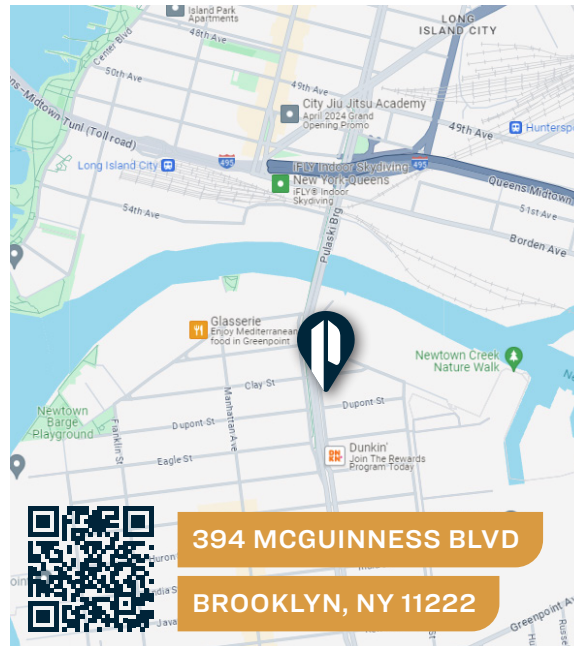 Island Park
Apartments
LONG
ISLAND CITY
48th Ave
Center Blvd
50th Ave
49th Ave
City Jiu Jitsu Academy
April 2024 Grand
Opening Promo
49th Ave
ns-Midtown Tunl (Toll road)
Long Island City
495
iFLY Indoor Skydiving
495
New York Queens
iFLY® Indoor
Skydiving
Queens Midtown
51st Ave
54th Ave
Borden Ave
Pulaski Brg
Glasserie
Enjoy Mediterranean
food in Greenpoint
Newtown Creek
Nature Walk
Clay St
Dupont St
Newtown
Barge
Playground
Franklin St
Manhattan Ave
Dupont St
Eagle St
DN
KN'
Dunkin'
Join The Rewards
Program Today
394 MCGUINNESS BLVD
BROOKLYN, NY 11222
Greenpoint Av